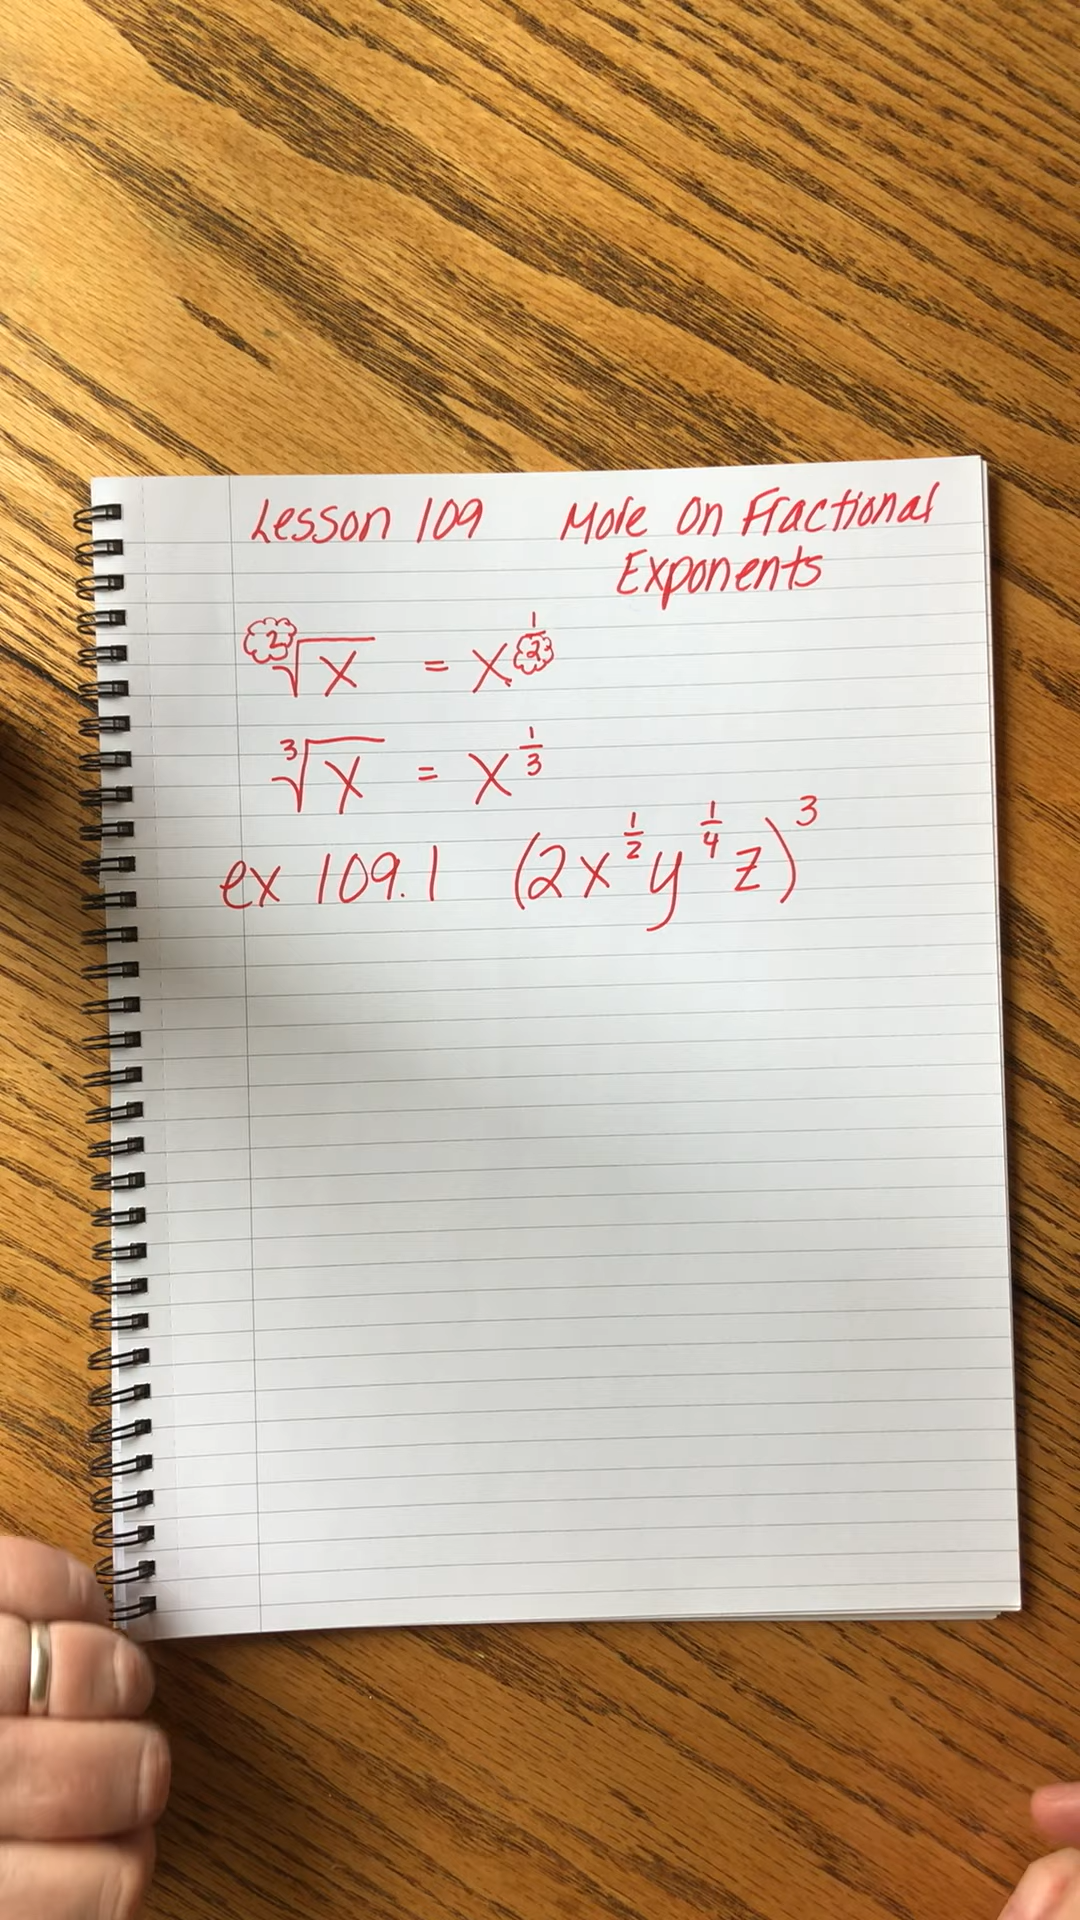 Lesson 109 More On Fractional
Exponents
²√x = x^(1/2)
³√x = x^(1/3)
ex 109.1 (2x^(1/2)y^(1/4)z)³